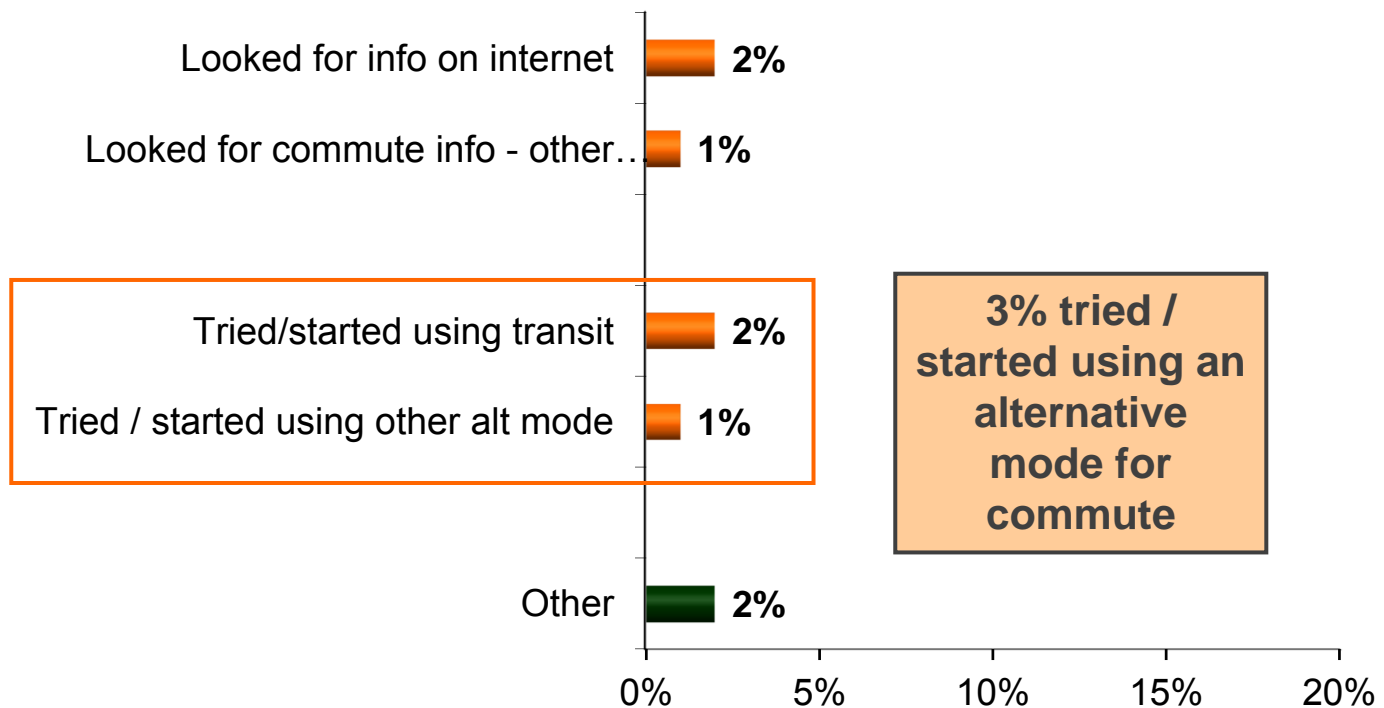 Looked for info on internet 2%
Looked for commute info - other… 1%
Tried/started using transit 2%
Tried / started using other alt mode 1%
3% tried /
started using an
alternative
mode for
commute
Other 2%
0% 5% 10% 15% 20%